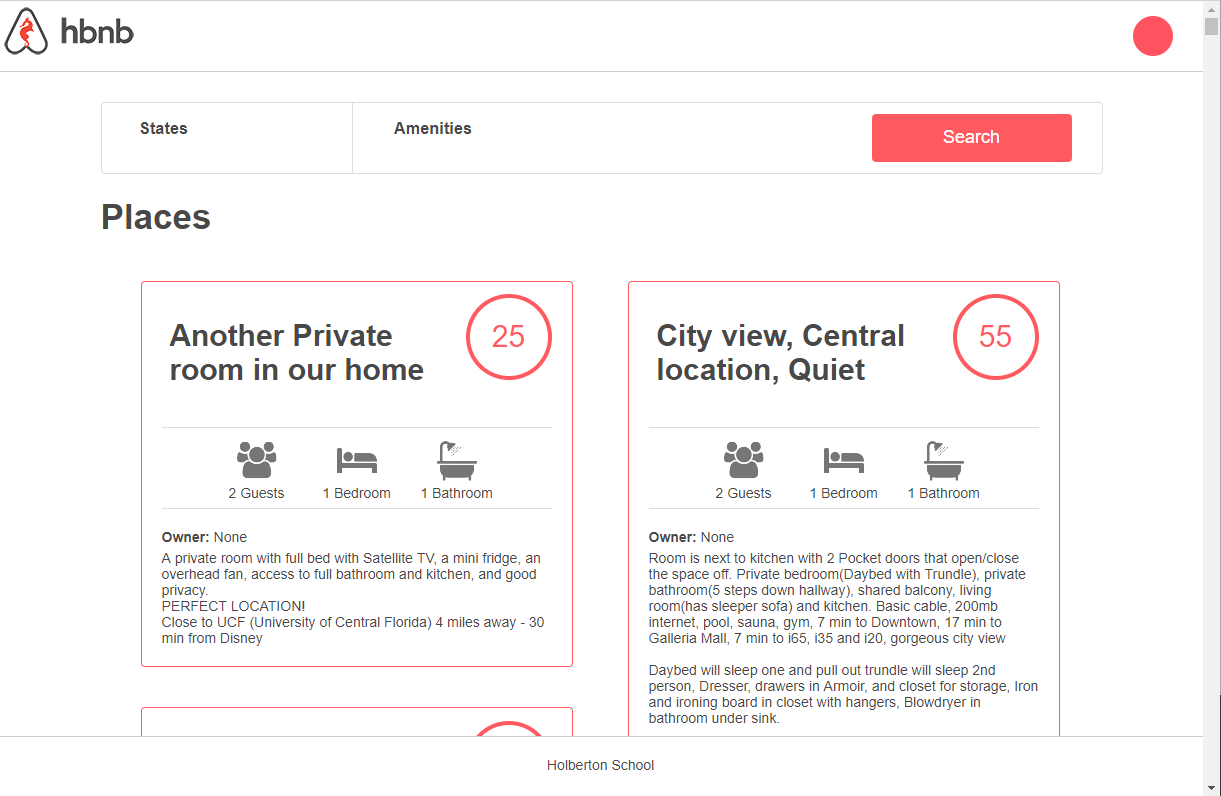 hbnb
States
Amenities
Search
Places
Another Private
room in our home
25
2 Guests
1 Bedroom
1 Bathroom
Owner: None
A private room with full bed with Satellite TV, a mini fridge, an
overhead fan, access to full bathroom and kitchen, and good
privacy.
PERFECT LOCATION!
Close to UCF (University of Central Florida) 4 miles away - 30
min from Disney
City view, Central
location, Quiet
55
2 Guests
1 Bedroom
1 Bathroom
Owner: None
Room is next to kitchen with 2 Pocket doors that open/close
the space off. Private bedroom(Daybed with Trundle), private
bathroom(5 steps down hallway), shared balcony, living
room(has sleeper sofa) and kitchen. Basic cable, 200mb
internet, pool, sauna, gym, 7 min to Downtown, 17 min to
Galleria Mall, 7 min to i65, i35 and i20, gorgeous city view
Daybed will sleep one and pull out trundle will sleep 2nd
person, Dresser, drawers in Armoir, and closet for storage, Iron
and ironing board in closet with hangers, Blowdryer in
bathroom under sink.
Holberton School